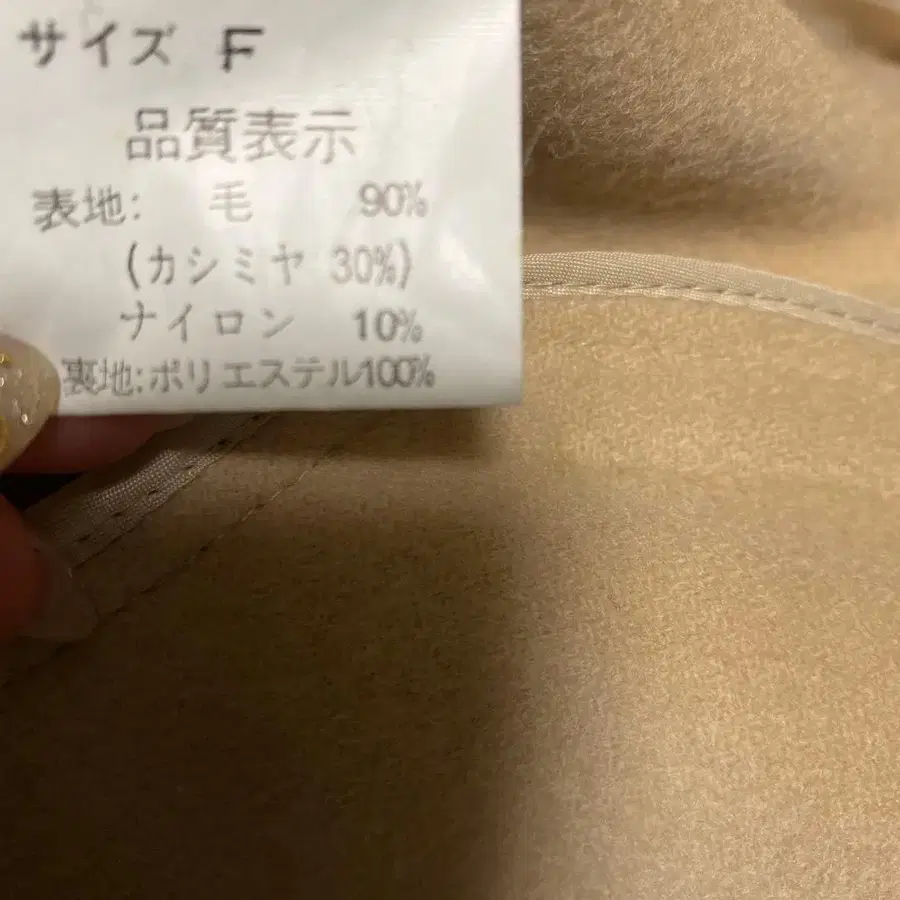 サイズ F
品質表示
表地: 毛 90%
(カシミヤ 30%)
ナイロン 10%
裏地:ポリエステル100%